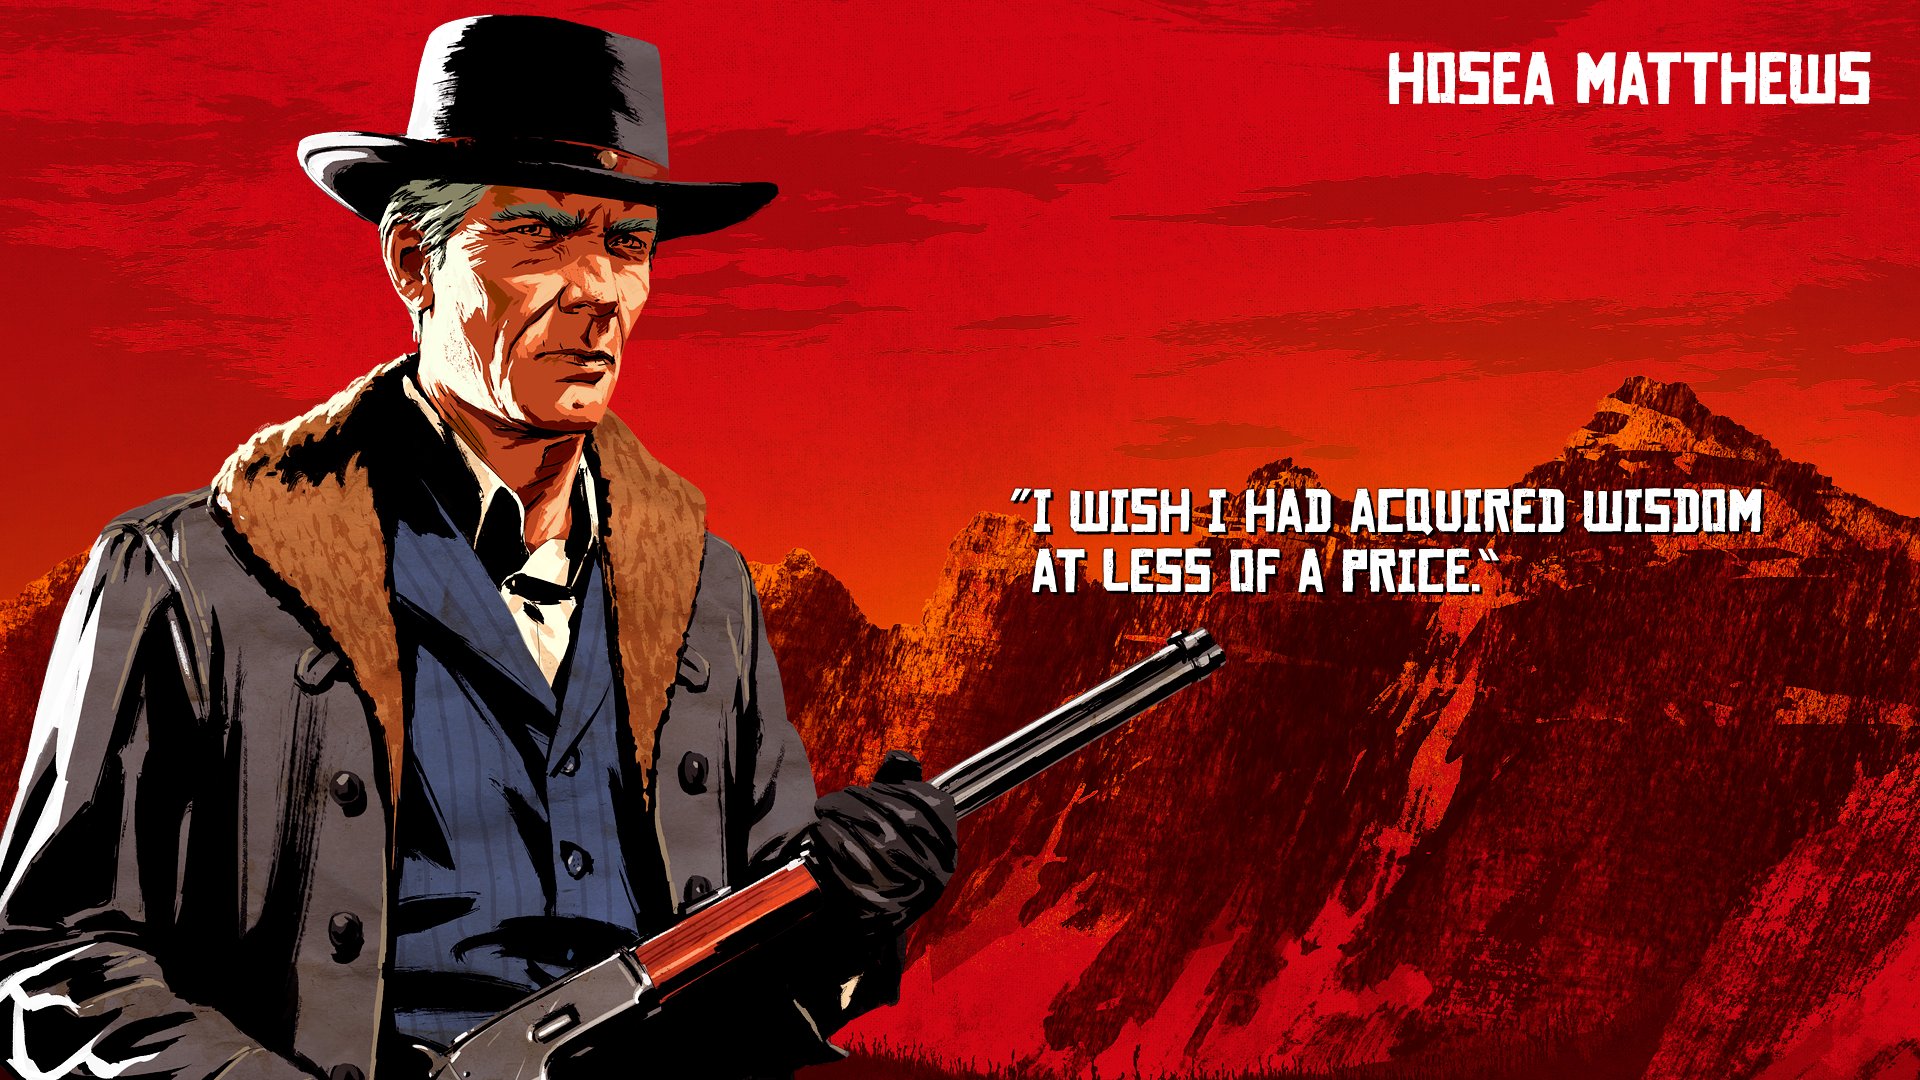 HOSEA MATTHEWS
"I WISH I HAD ACQUIRED WISDOM
AT LESS OF A PRICE."